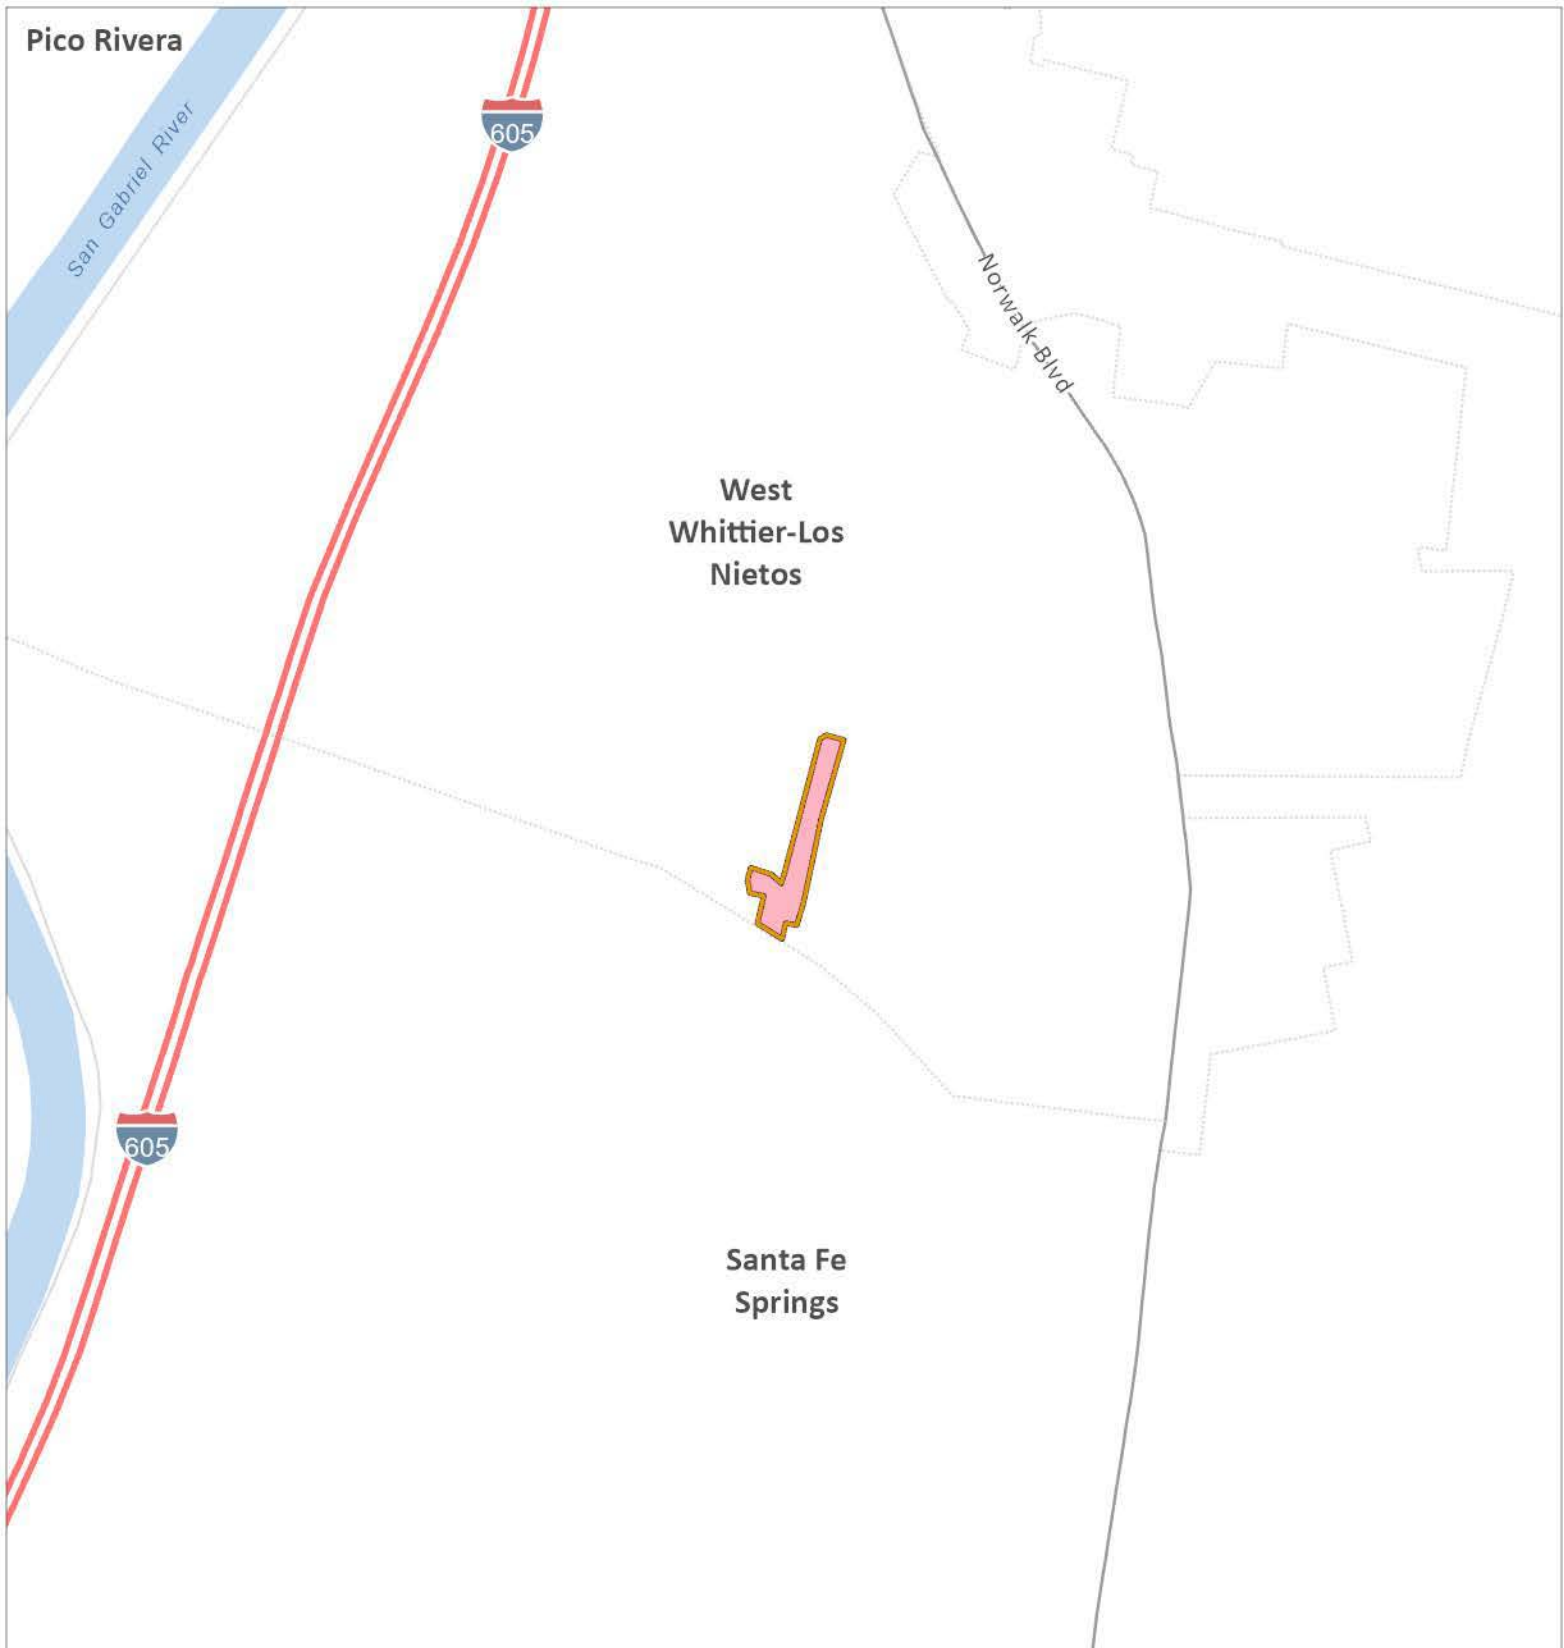 Pico Rivera
San Gabriel River
605
Norwalk Blvd
West
Whittier-Los
Nietos
605
Santa Fe
Springs